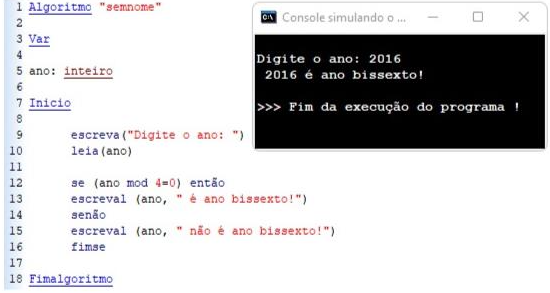 1 Algoritmo "semnome"
2
3 Var
4
5 ano: inteiro
6
7 Inicio
8
9 escreva("Digite o ano: ")
10 leia(ano)
11
12 se (ano mod 4=0) então
13 escreval (ano, " é ano bissexto!")
14 senão
15 escreval (ano, " não é ano bissexto!")
16 fimse
17
18 Fimalgoritmo
Console simulando o ...
Digite o ano: 2016
2016 é ano bissexto!
>>> Fim da execução do programa !